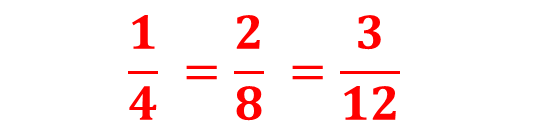 1/4 = 2/8 = 3/12